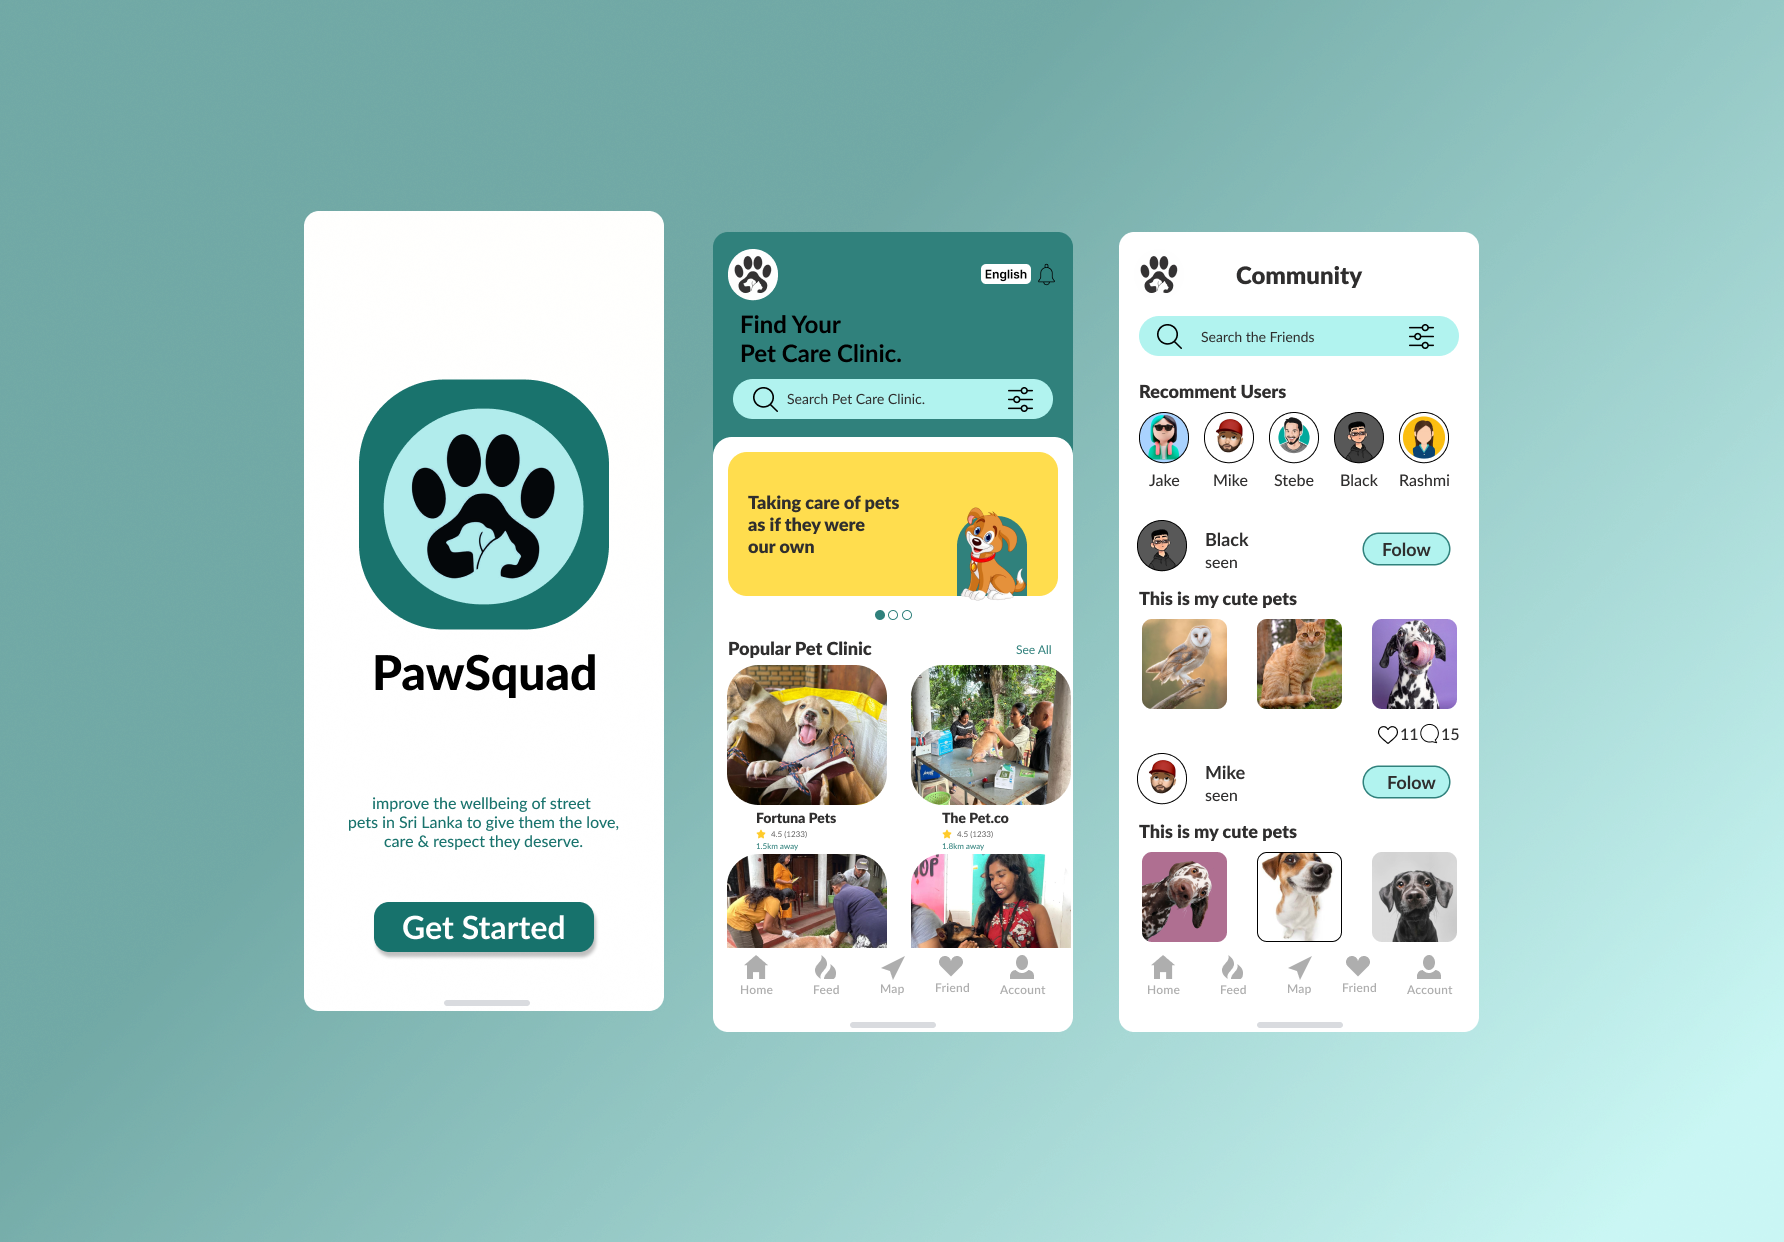 PawSquad
improve the wellbeing of street
pets in Sri Lanka to give them the love,
care & respect they deserve.
Get Started
English
Find Your
Pet Care Clinic.
Search Pet Care Clinic.
Taking care of pets
as if they were
our own
Popular Pet Clinic
See All
Fortuna Pets
4.5 (1233)
1.5km away
The Pet.co
4.5 (1233)
1.8km away
Home
Feed
Map
Friend
Account
Community
Search the Friends
Recomment Users
Jake
Mike
Stebe
Black
Rashmi
Black
seen
Folow
This is my cute pets
11
15
Mike
seen
Folow
This is my cute pets
Home
Feed
Map
Friend
Account